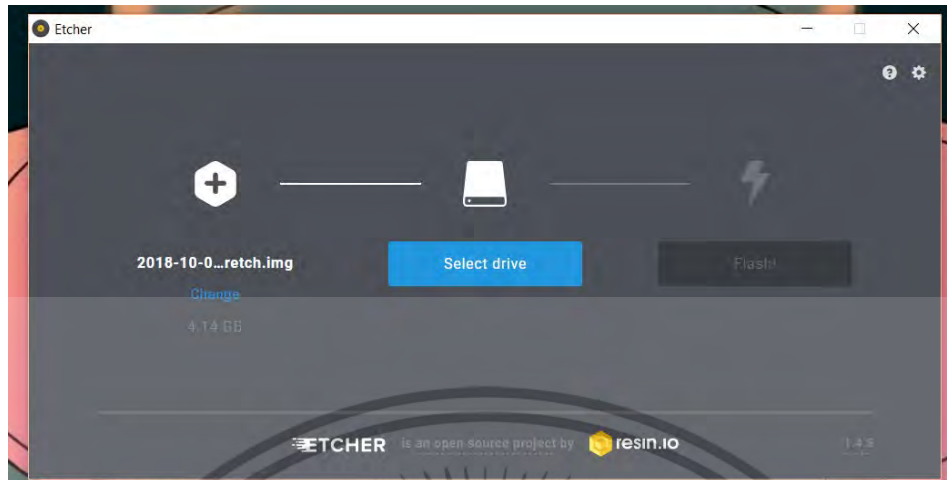 Etcher
2018-10-0...retch.img
Select drive
Flash!
Change
4.14 GB
ETCHER is an open source project by resin.io
1.4.5